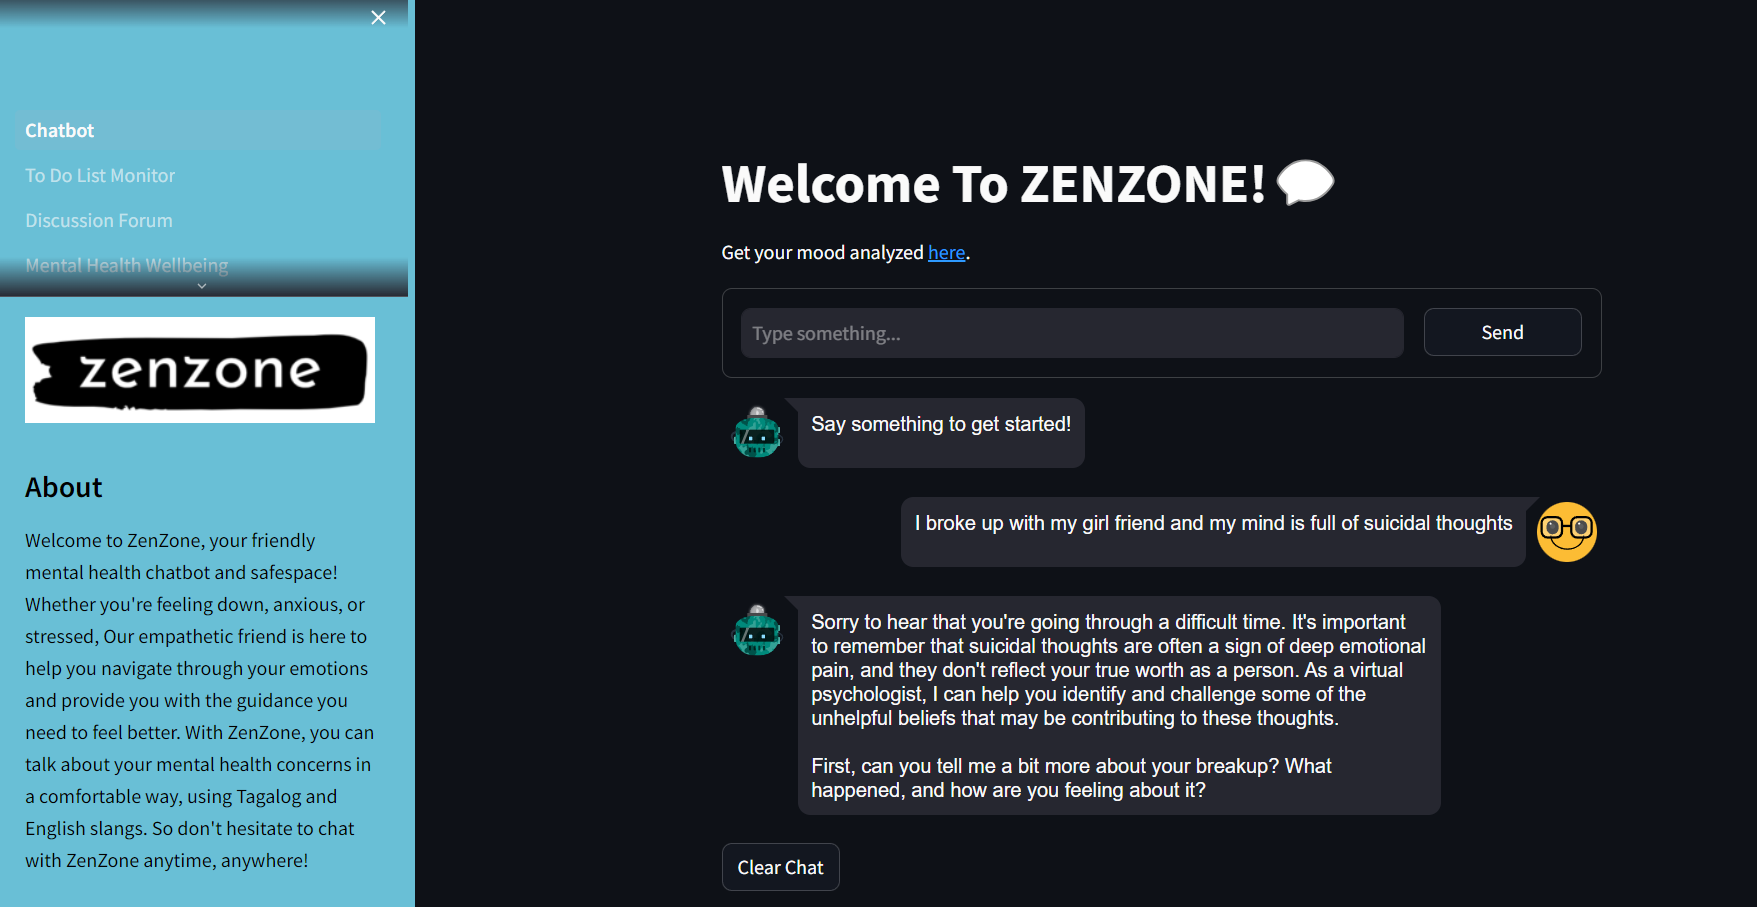 Chatbot
To Do List Monitor
Discussion Forum
Mental Health Wellbeing
zenzone
About
Welcome to ZenZone, your friendly
mental health chatbot and safespace!
Whether you're feeling down, anxious, or
stressed, Our empathetic friend is here to
help you navigate through your emotions
and provide you with the guidance you
need to feel better. With ZenZone, you can
talk about your mental health concerns in
a comfortable way, using Tagalog and
English slangs. So don't hesitate to chat
with ZenZone anytime, anywhere!
Welcome To ZENZONE!
Get your mood analyzed here.
Type something...
Send
Say something to get started!
I broke up with my girl friend and my mind is full of suicidal thoughts
Sorry to hear that you're going through a difficult time. It's important
to remember that suicidal thoughts are often a sign of deep emotional
pain, and they don't reflect your true worth as a person. As a virtual
psychologist, I can help you identify and challenge some of the
unhelpful beliefs that may be contributing to these thoughts.
First, can you tell me a bit more about your breakup? What
happened, and how are you feeling about it?
Clear Chat